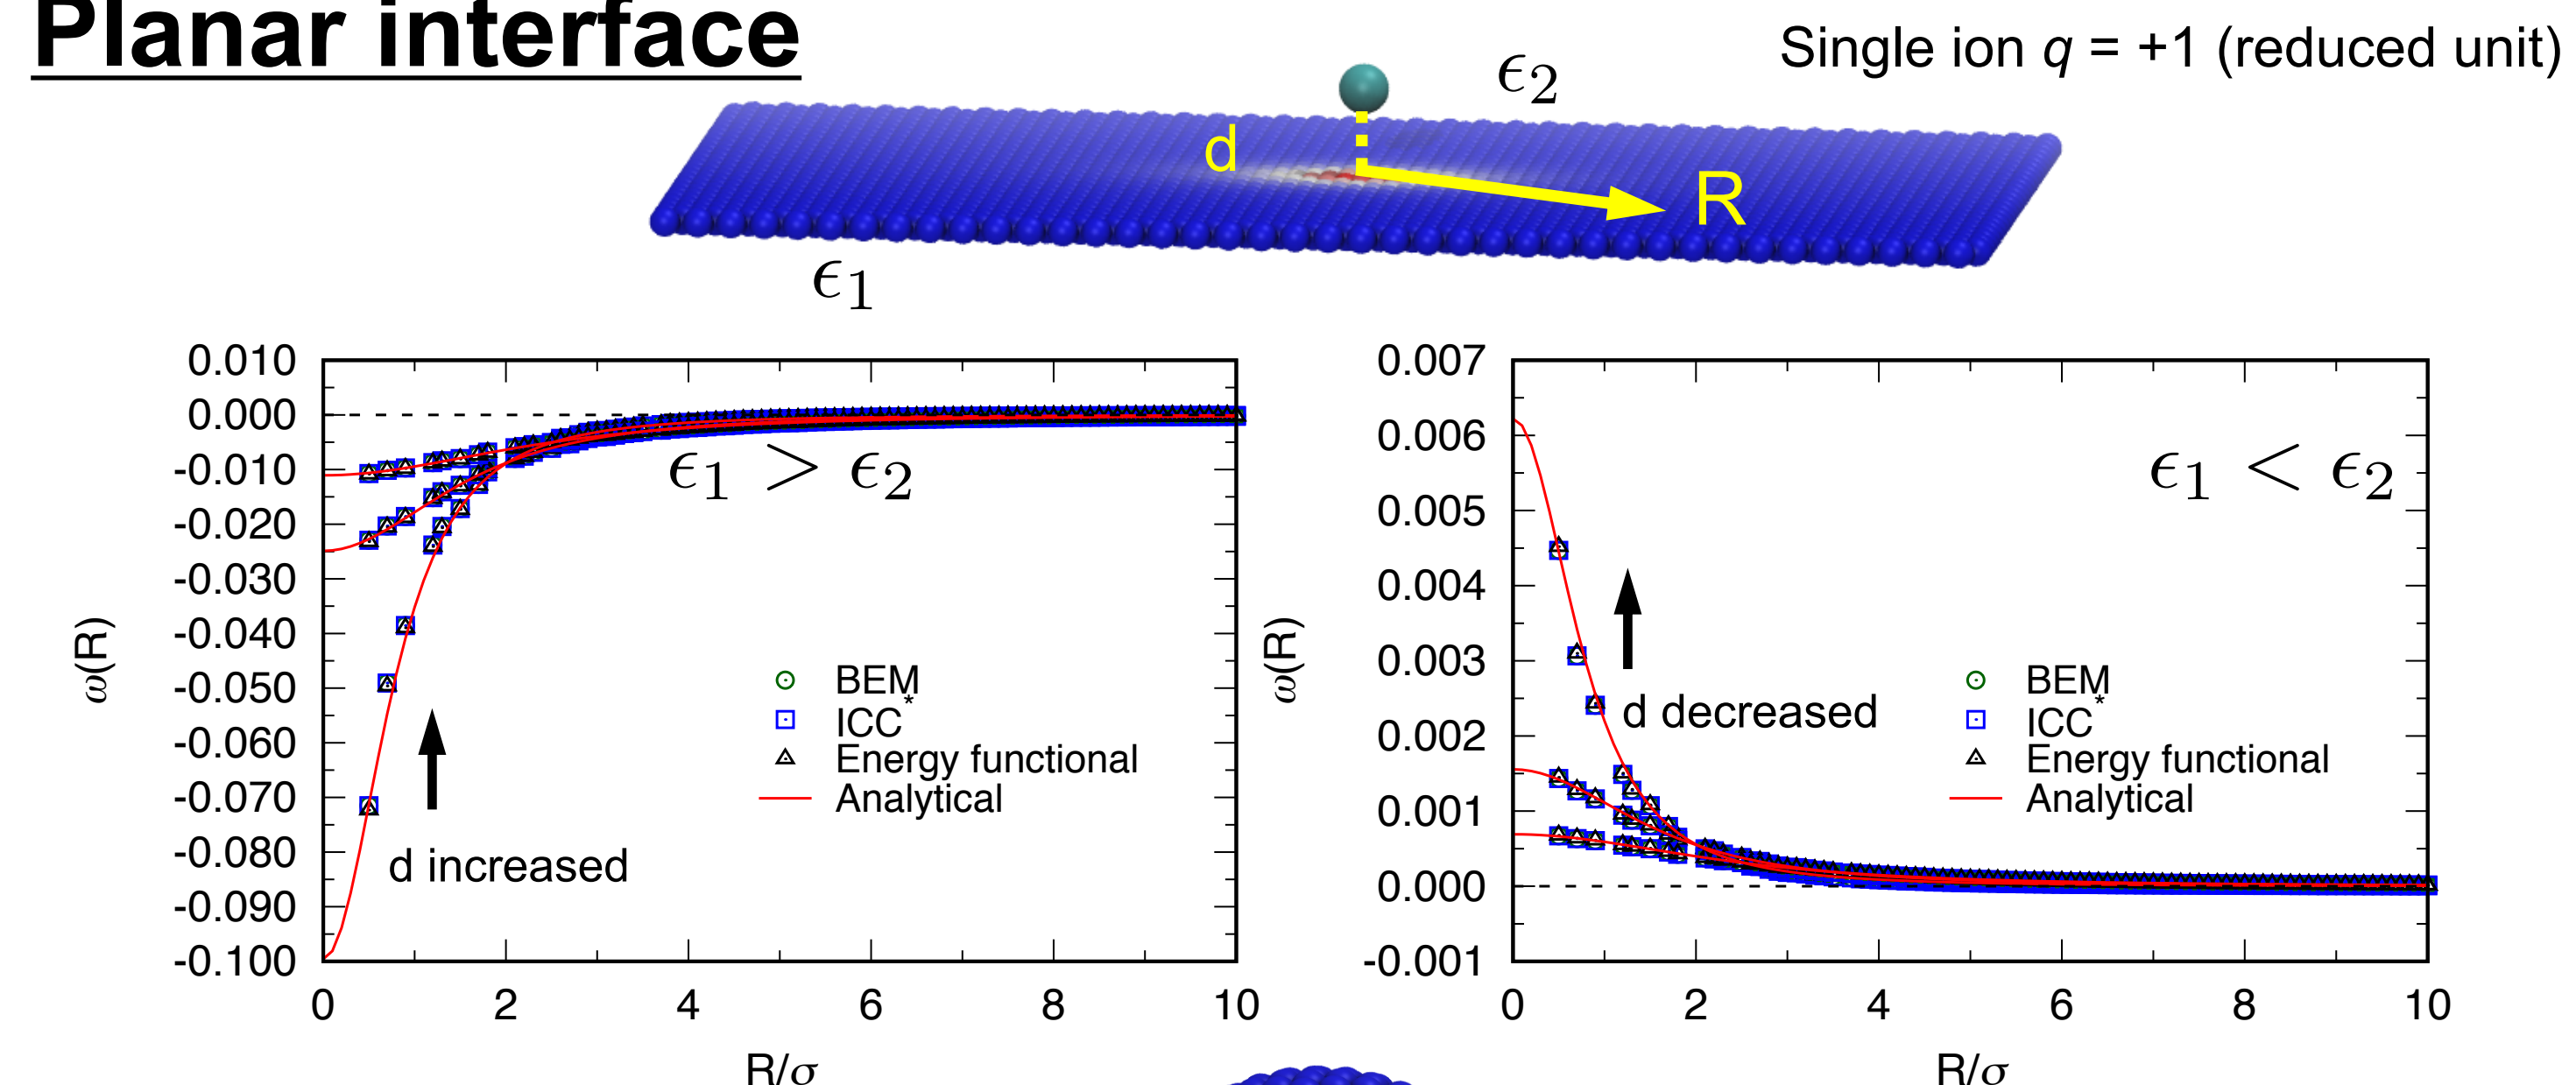 Planar interface
Single ion q = +1 (reduced unit)
ϵ2
d
R
ϵ1
0.010
0.000
-0.010
-0.020
-0.030
-0.040
-0.050
-0.060
-0.070
-0.080
-0.090
-0.100
ω(R)
ϵ1 > ϵ2
BEM
ICC*
Energy functional
Analytical
d increased
0 2 4 6 8 10
R/σ
0.007
0.006
0.005
0.004
0.003
0.002
0.001
0.000
-0.001
ω(R)
ϵ1 < ϵ2
d decreased
BEM
ICC*
Energy functional
Analytical
0 2 4 6 8 10
R/σ